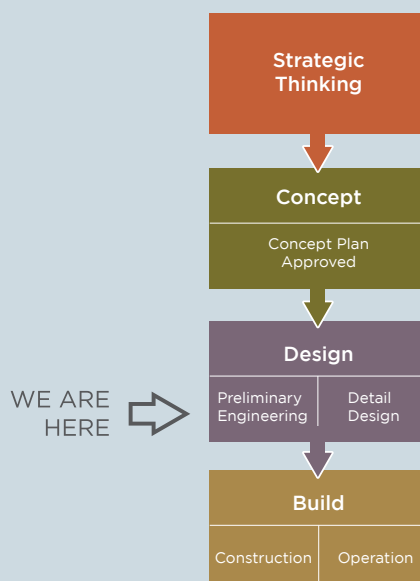 Strategic
Thinking
Concept
Concept Plan
Approved
Design
WE ARE
HERE
Preliminary
Engineering
Detail
Design
Build
Construction
Operation